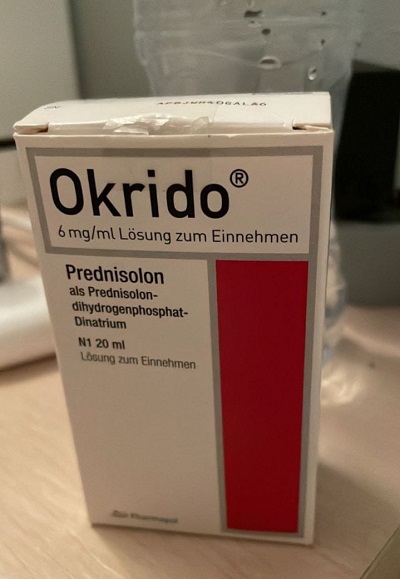 Okrido®
6 mg/ml Lösung zum Einnehmen
Prednisolon
als Prednisolon-
dihydrogenphosphat-
Dinatrium
N1 20 ml
Lösung zum Einnehmen